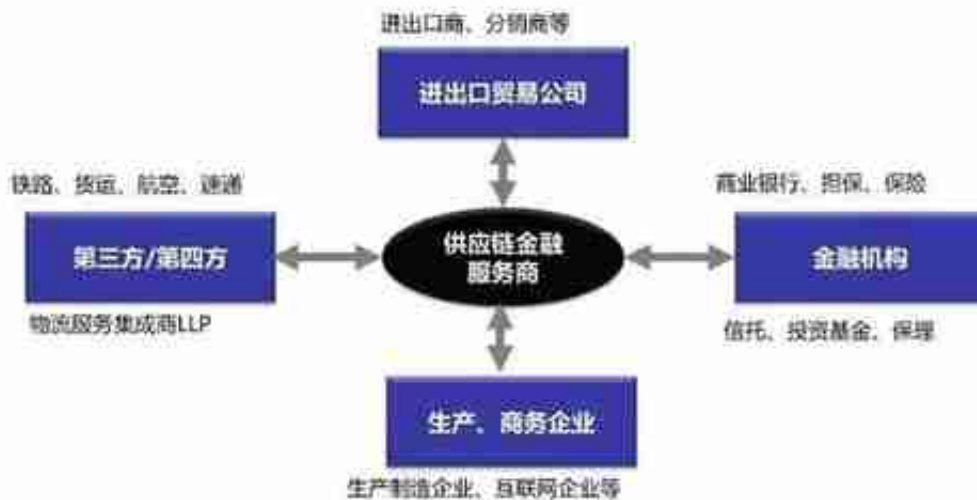 进出口商、分销商等
进出口贸易公司
铁路、货运、航空、速通
商业银行、担保、保险
第三方/第四方
供应链金融
服务商
金融机构
物流服务集成商LLP
信托、投资基金、保理
生产、商务企业
生产制造企业、互联网企业等